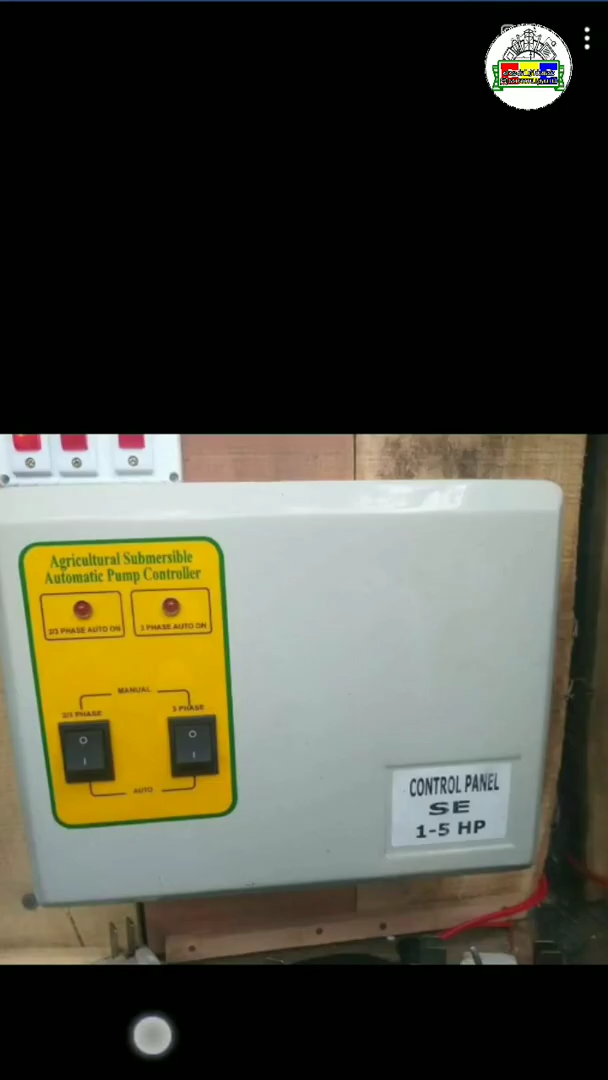 Agricultural Submersible
Automatic Pump Controller
2/3 PHASE AUTO ON
3 PHASE AUTO ON
MANUAL
2/3 PHASE
3 PHASE
AUTO
CONTROL PANEL
SE
1-5 HP